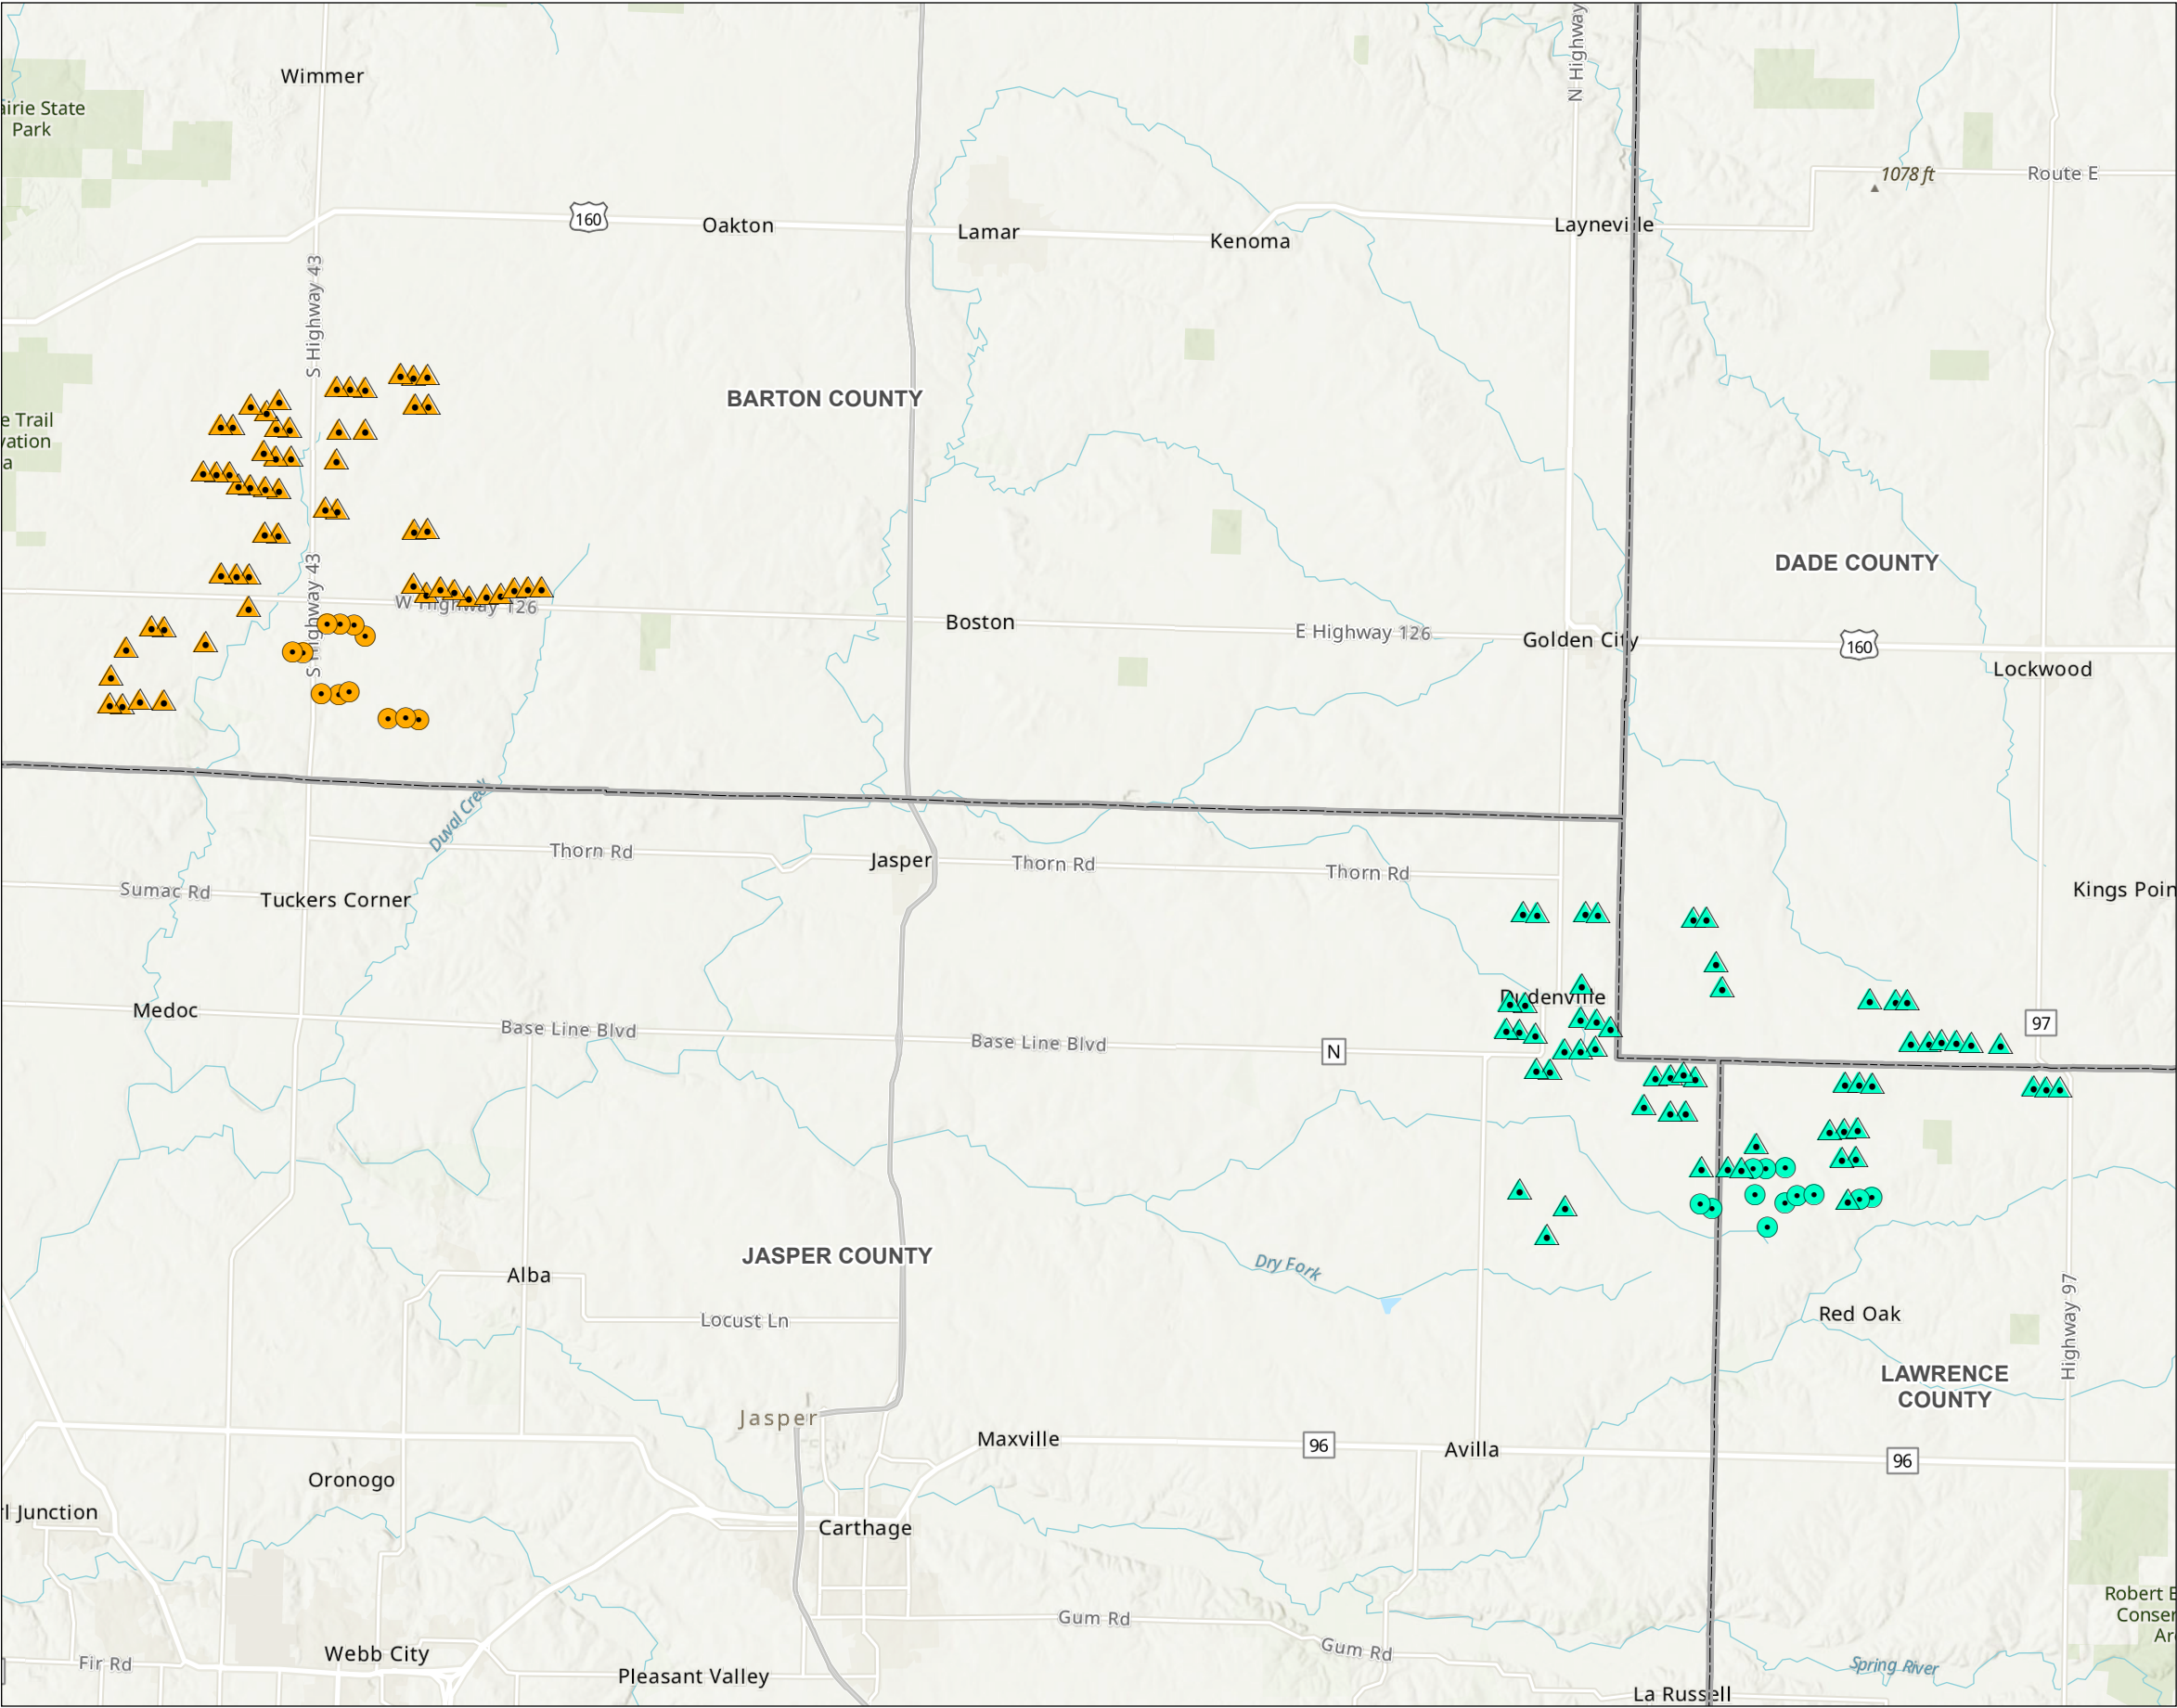 Wimmer
N Highway
airie State
Park
1078 ft
Route E
160
Oakton
Lamar
Kenoma
Layneville
S Highway 43
BARTON COUNTY
e Trail
vation
a
DADE COUNTY
S Highway 43
W Highway 126
Boston
E Highway 126
Golden City
160
Lockwood
Duval Creek
Thorn Rd
Jasper
Thorn Rd
Thorn Rd
Sumac Rd
Tuckers Corner
Kings Poin
Medoc
Dudenville
Base Line Blvd
Base Line Blvd
N
97
JASPER COUNTY
Dry Fork
Alba
Locust Ln
Red Oak
Highway 97
LAWRENCE
COUNTY
Jasper
Maxville
96
Avilla
96
Oronogo
rl Junction
Carthage
Robert E
Conser
Are
Gum Rd
Gum Rd
Webb City
Fir Rd
Pleasant Valley
Spring River
La Russell